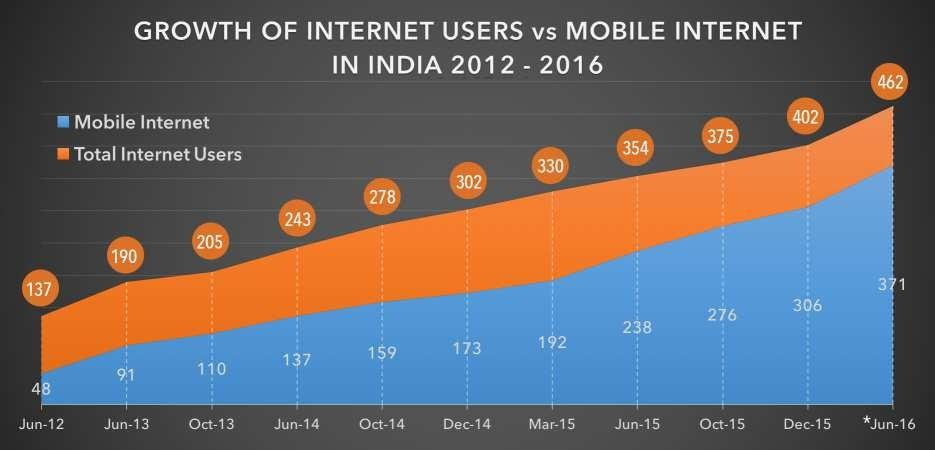 GROWTH OF INTERNET USERS vs MOBILE INTERNET
IN INDIA 2012 - 2016
Mobile Internet
Total Internet Users
137
190
205
243
278
302
330
354
375
402
462
48
91
110
137
159
173
192
238
276
306
371
Jun-12
Jun-13
Oct-13
Jun-14
Oct-14
Dec-14
Mar-15
Jun-15
Oct-15
Dec-15
*Jun-16